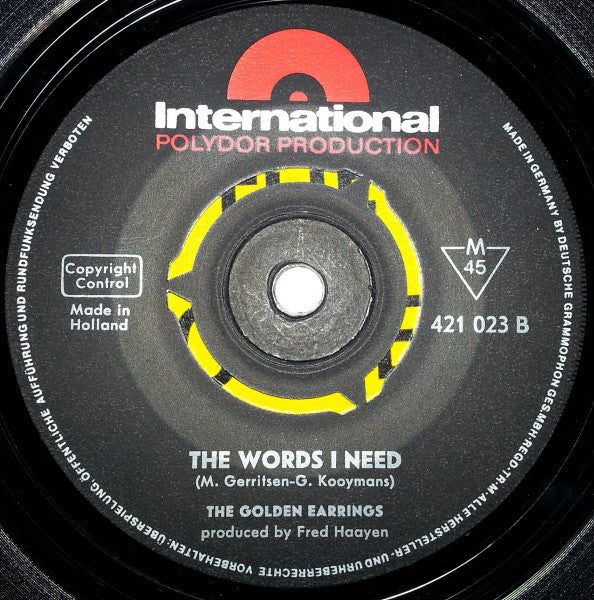 International
POLYDOR PRODUCTION
Copyright
Control
Made in
Holland
M
45
421 023 B
THE WORDS I NEED
(M. Gerritsen-G. Kooymans)
THE GOLDEN EARRINGS
produced by Fred Haayen
MADE IN GERMANY BY DEUTSCHE GRAMMOPHON GES.MBH·REGD·TR·M·ALLE HERSTELLER-UND URHEBERRECHTE VORBEHALTEN:ÜBERSPIELUNG, ÖFFENTLICHE AUFFÜHRUNG UND RUNDFUNKSENDUNG VERBOTEN